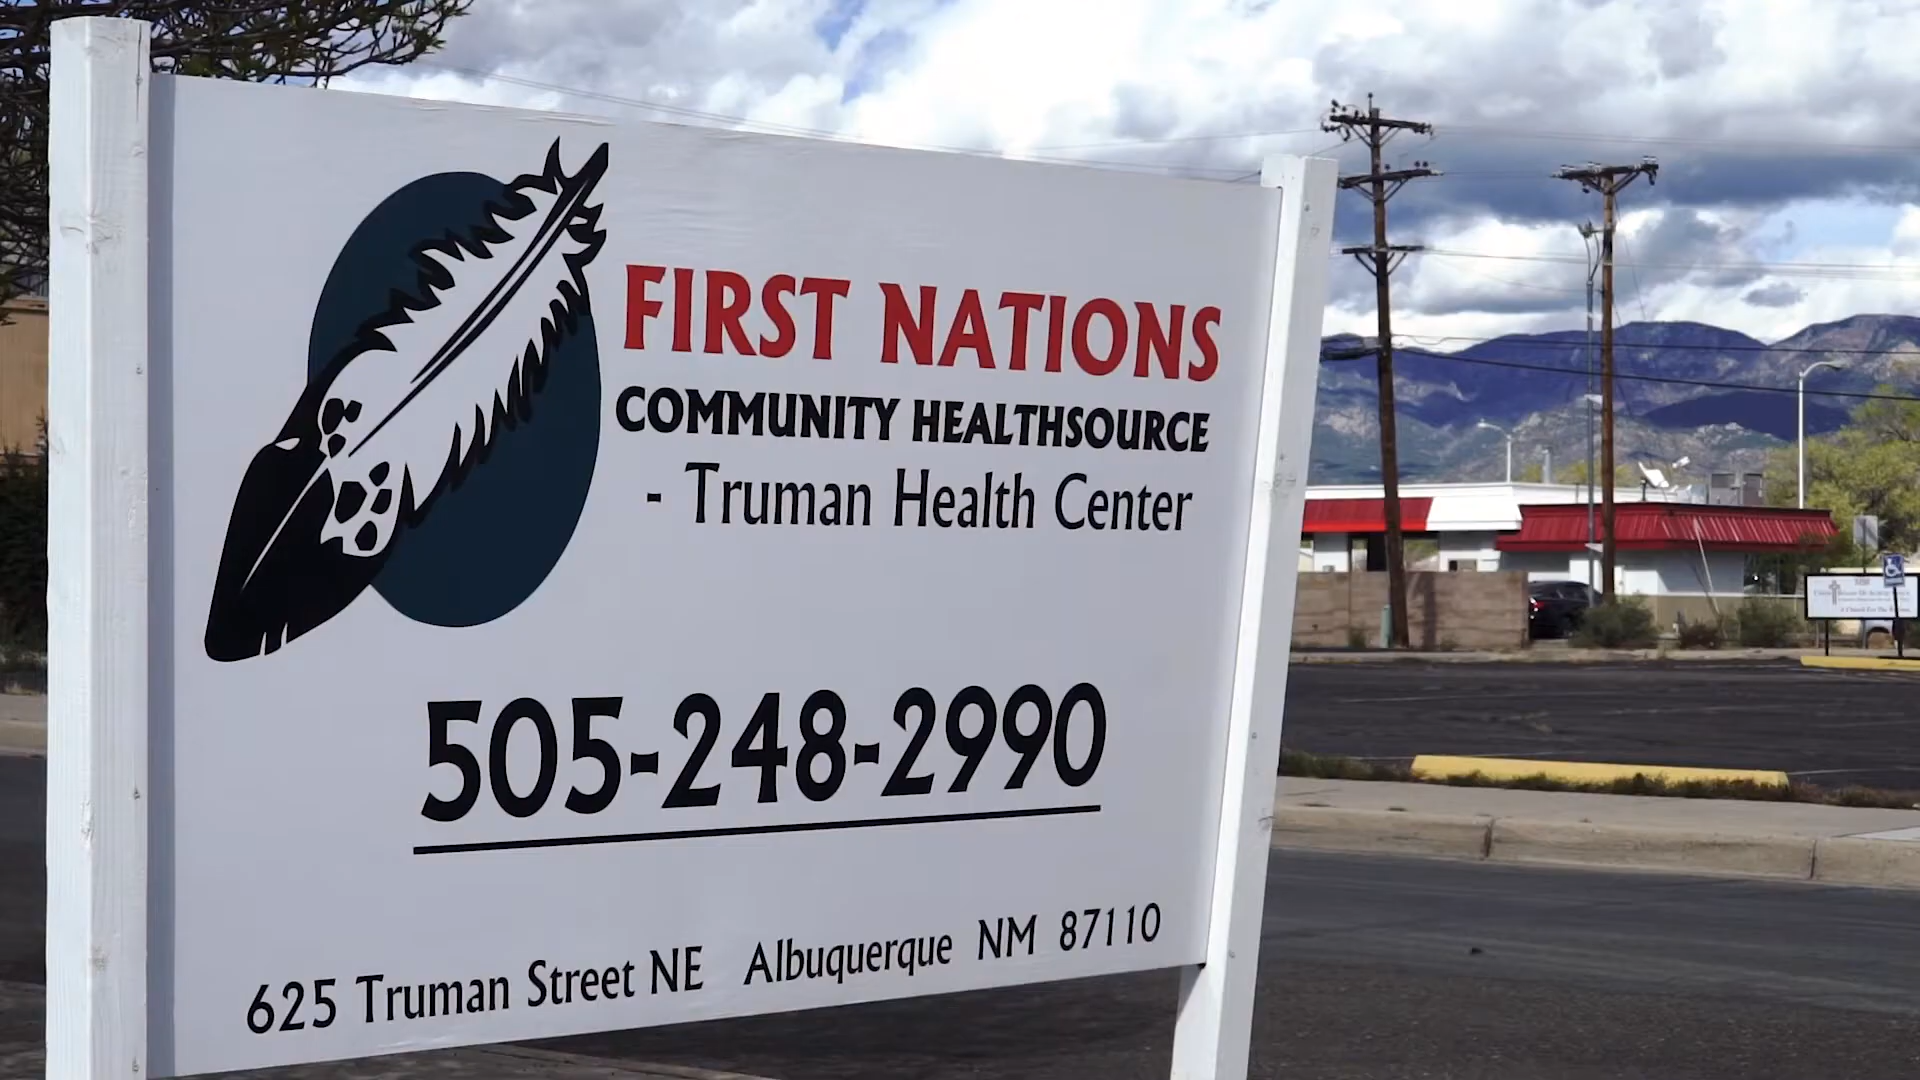 FIRST NATIONS
COMMUNITY HEALTHSOURCE
- Truman Health Center
505-248-2990
625 Truman Street NE Albuquerque NM 87110